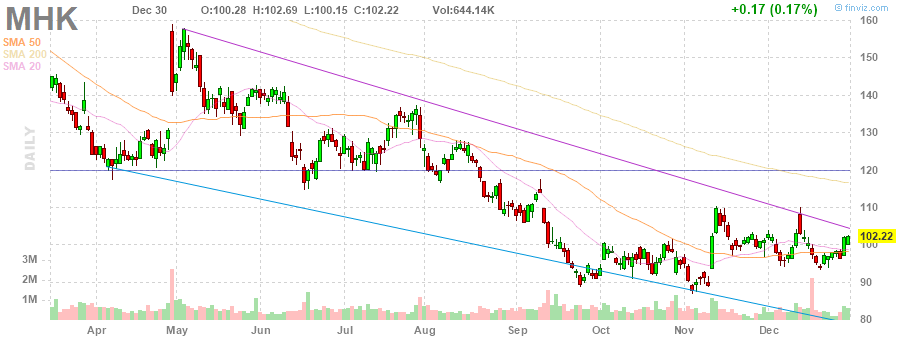 MHK Dec 30 O:100.28 H:102.69 L:100.15 C:102.22 Vol:644.14K +0.17 (0.17%) © finviz.com
SMA 50
SMA 200
SMA 20
DAILY
160
150
140
130
120
110
102.22
100
90
80
3M
2M
1M
Apr May Jun Jul Aug Sep Oct Nov Dec